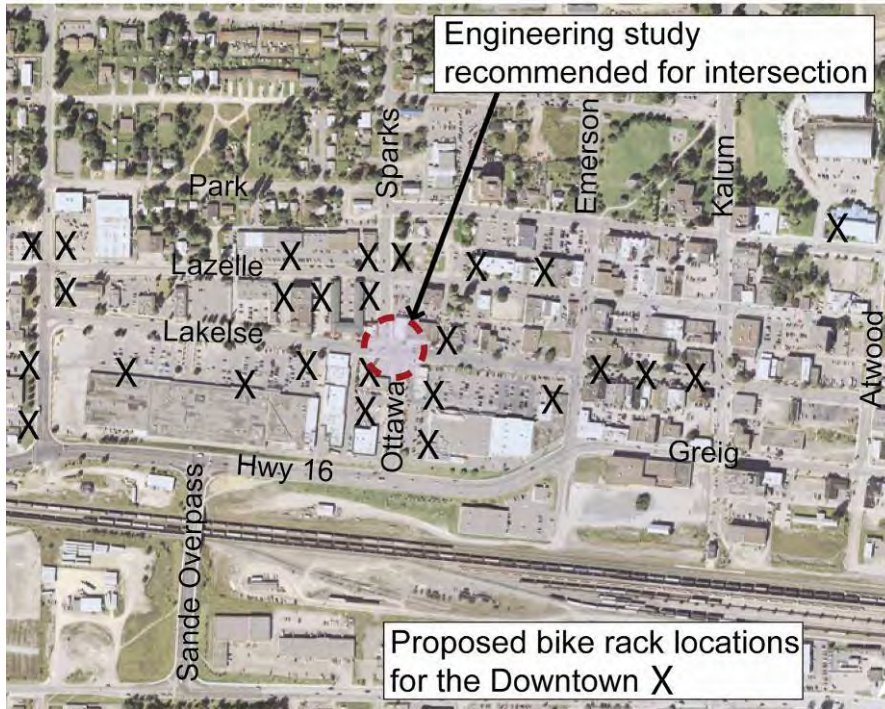 Engineering study
recommended for intersection
Sparks
Emerson
Kalum
Park
X
X X X X X
Lazelle
X X
X X X X
Lakelse
X
X X X X X X X
Atwood
X X X
X
Ottawa
X
X
Greig
Hwy 16
Sande Overpass
Proposed bike rack locations
for the Downtown X